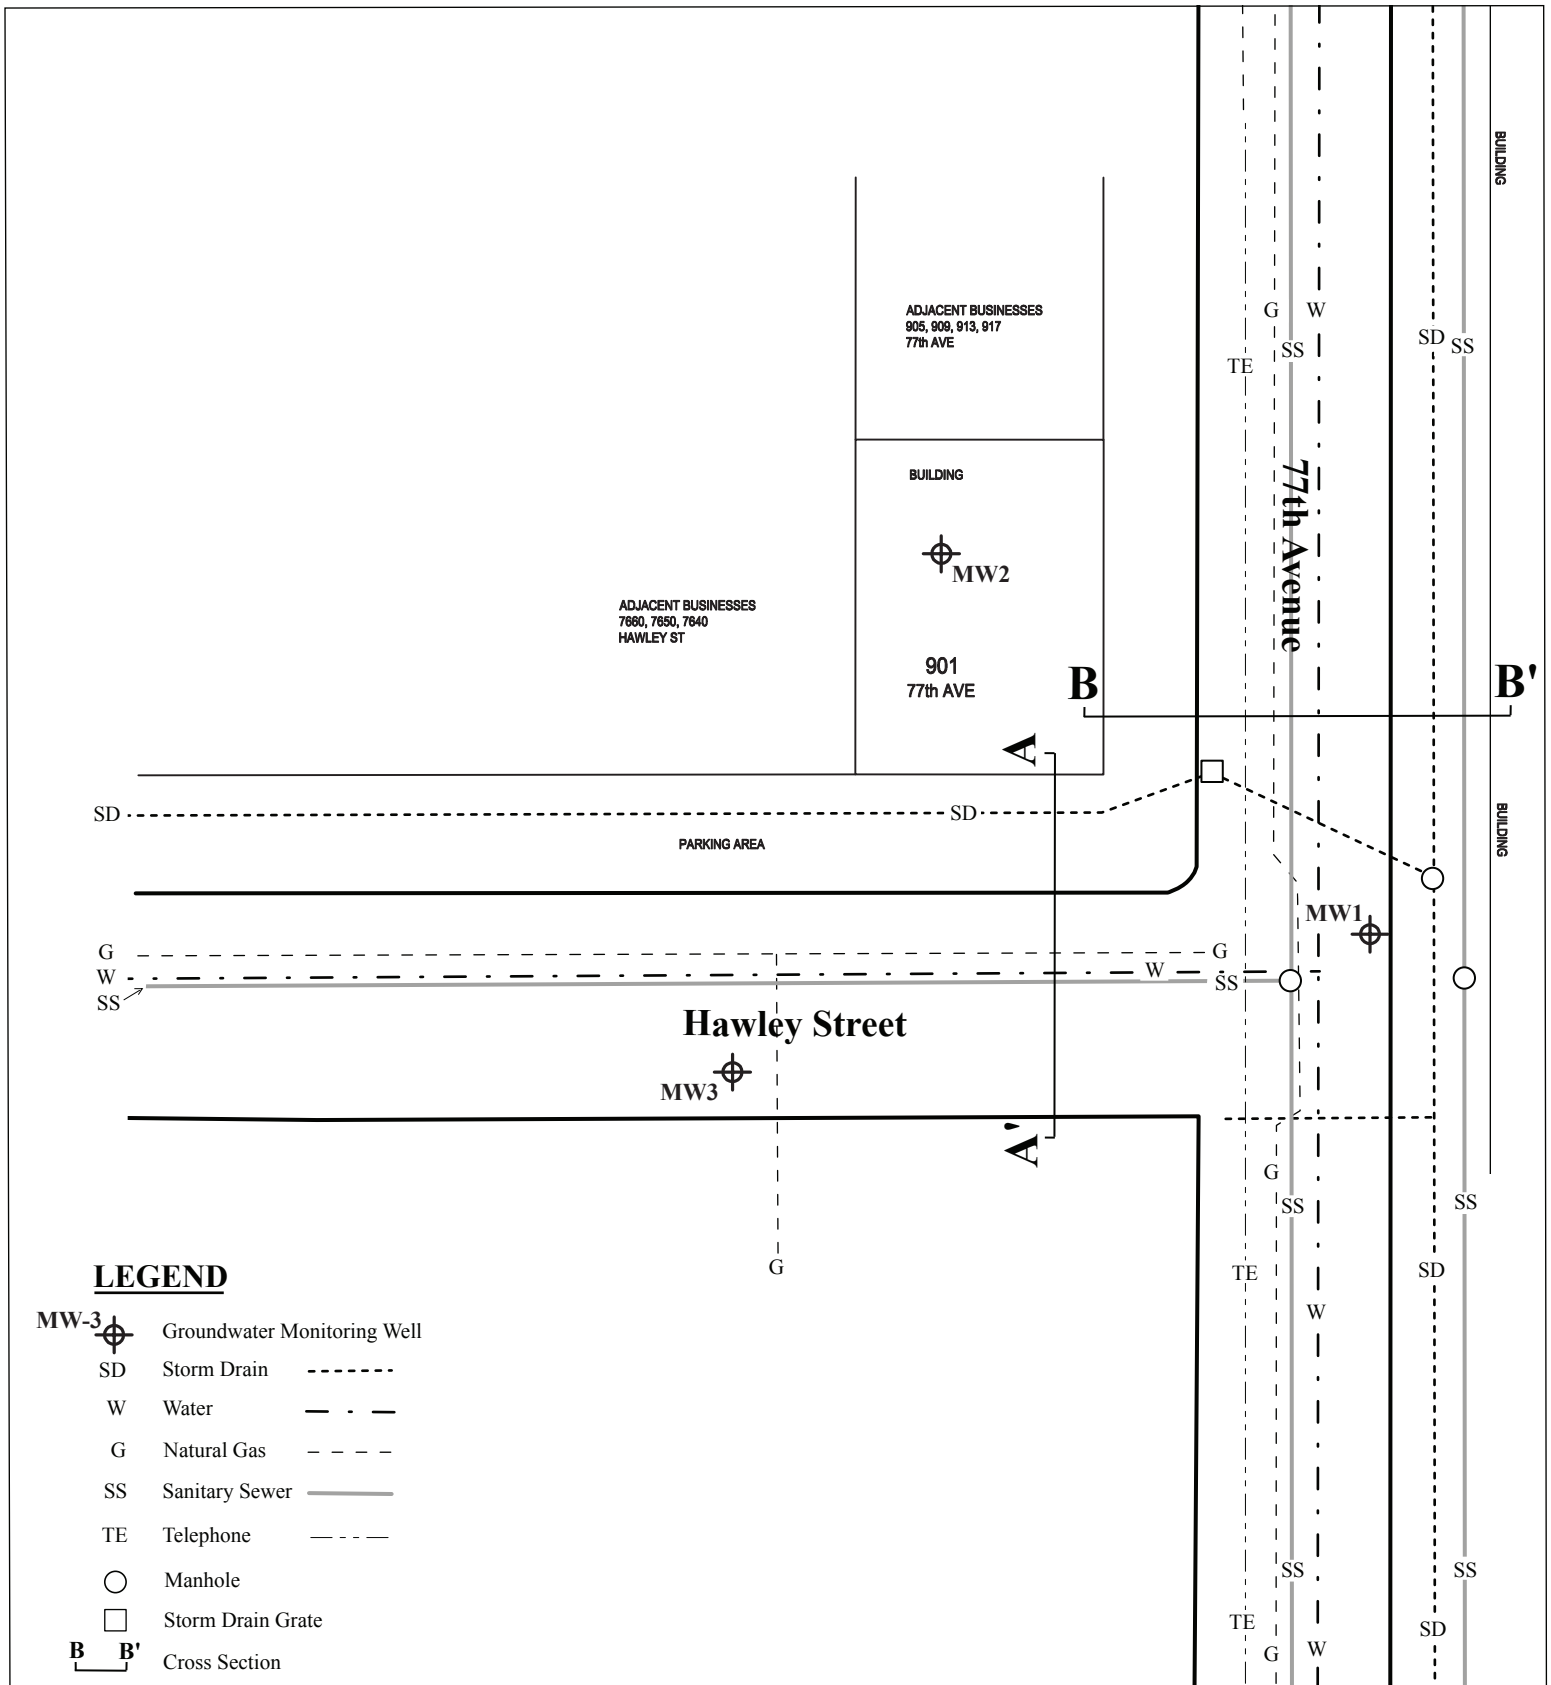 BUILDING
ADJACENT BUSINESSES
905, 909, 913, 917
77th AVE
G
W
SS
TE
SD
SS
77th Avenue
BUILDING
MW2
ADJACENT BUSINESSES
7660, 7650, 7640
HAWLEY ST
901
77th AVE
B
B'
A
SD
SD
PARKING AREA
BUILDING
MW1
G
G
W
W
SS
SS
Hawley Street
MW3
A'
G
SS
SS
G
TE
SD
W
LEGEND
MW-3
Groundwater Monitoring Well
SD Storm Drain
W Water
G Natural Gas
SS Sanitary Sewer
TE Telephone
Manhole
Storm Drain Grate
B B'
Cross Section
SS
SS
TE
SD
G
W